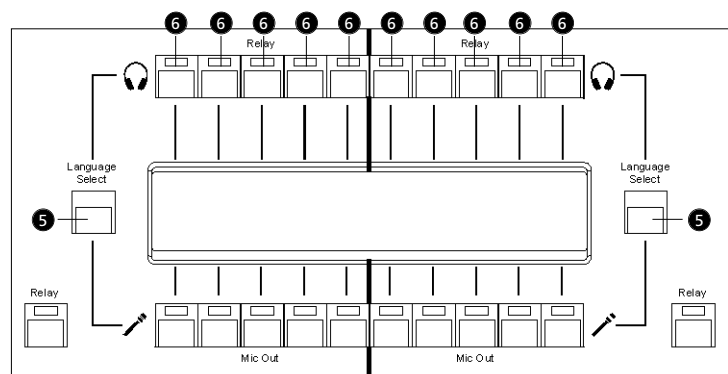 6 6 6 6 6 6 6 6 6 6
Relay Relay
Language
Select
Language
Select
5 5
Relay Relay
Mic Out Mic Out